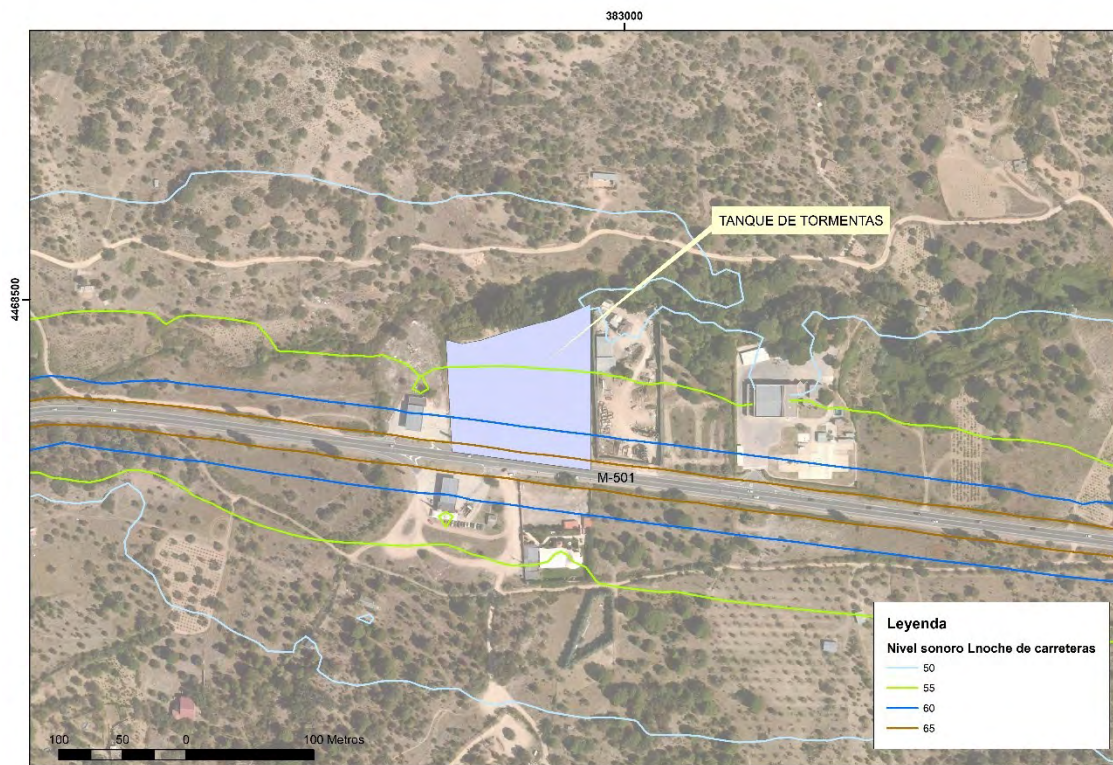 383000
4468500
TANQUE DE TORMENTAS
M-501
Leyenda
Nivel sonoro Lnoche de carreteras
50
55
60
65
100 50 0 100 Metros